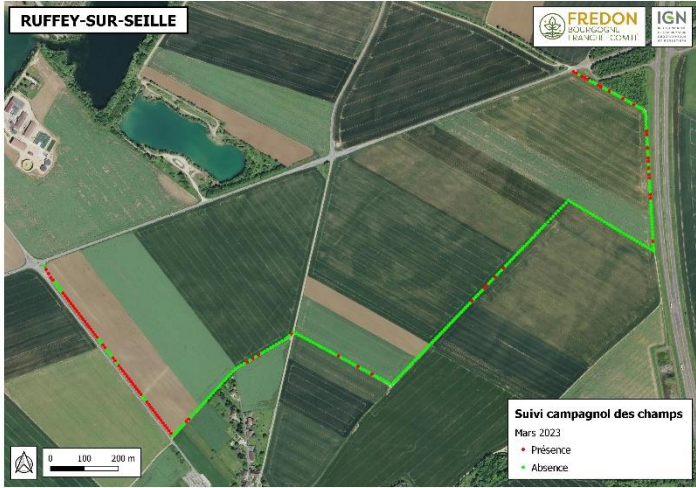 RUFFEY-SUR-SEILLE
FREDON
BOURGOGNE
FRANCHE-COMTÉ
IGN
Suivi campagnol des champs
Mars 2023
Présence
Absence
0 100 200 m